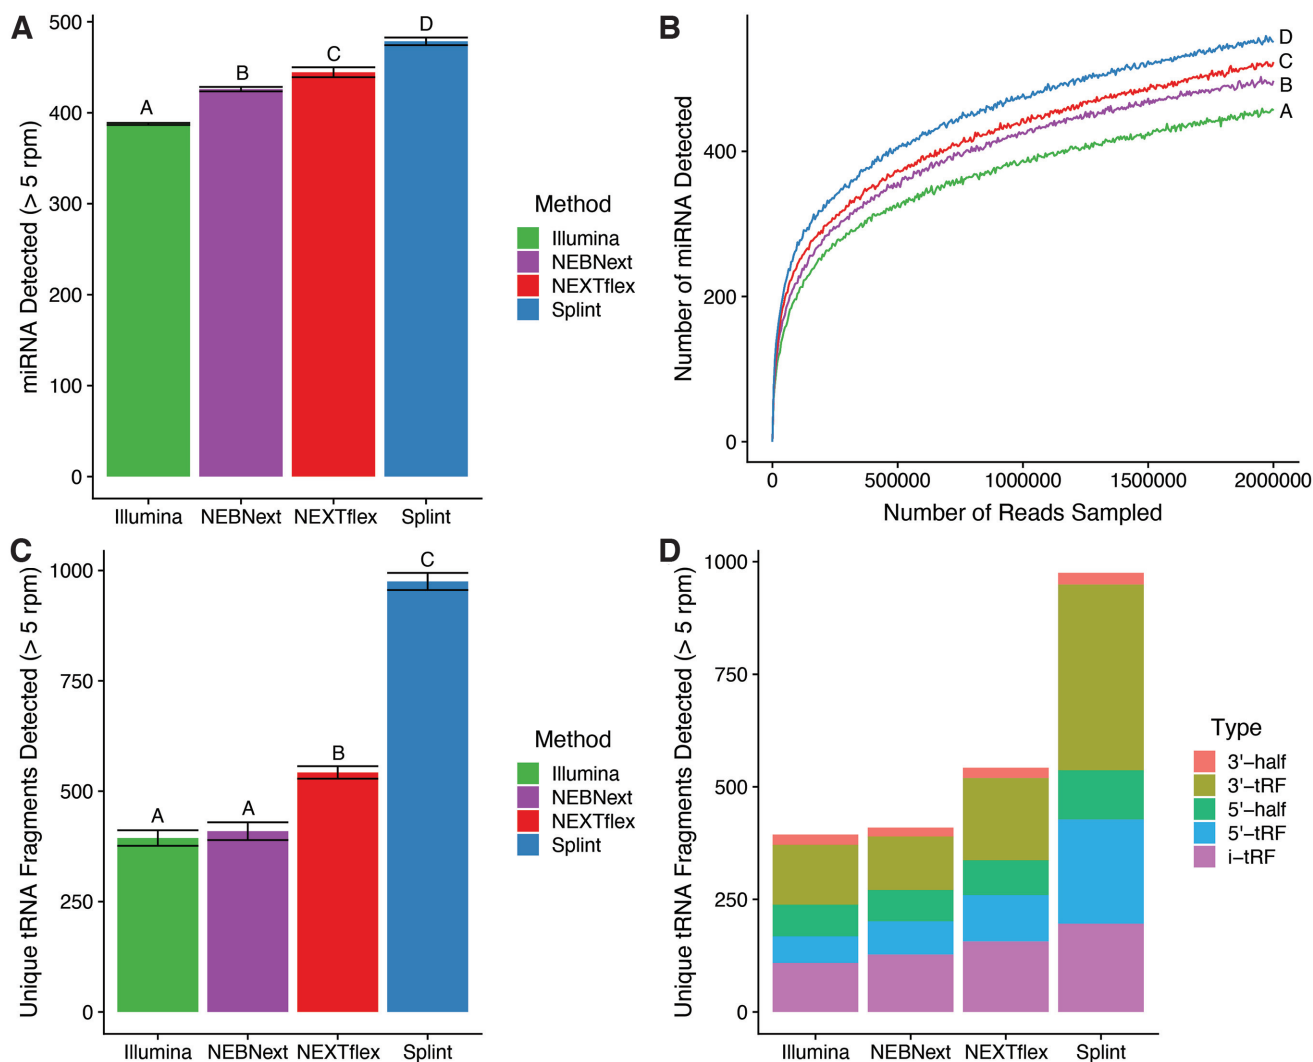 A
miRNA Detected (> 5 rpm)
500
400
300
200
100
0
A
B
C
D
Illumina
NEBNext
NEXTflex
Splint
Method
Illumina
NEBNext
NEXTflex
Splint
B
Number of miRNA Detected
400
200
0
D
C
B
A
0
500000
1000000
1500000
2000000
Number of Reads Sampled
C
Unique tRNA Fragments Detected (> 5 rpm)
1000
750
500
250
0
A
A
B
C
Illumina
NEBNext
NEXTflex
Splint
Method
Illumina
NEBNext
NEXTflex
Splint
D
Unique tRNA Fragments Detected (> 5 rpm)
1000
750
500
250
0
Illumina
NEBNext
NEXTflex
Splint
Type
3'−half
3'−tRF
5'−half
5'−tRF
i−tRF